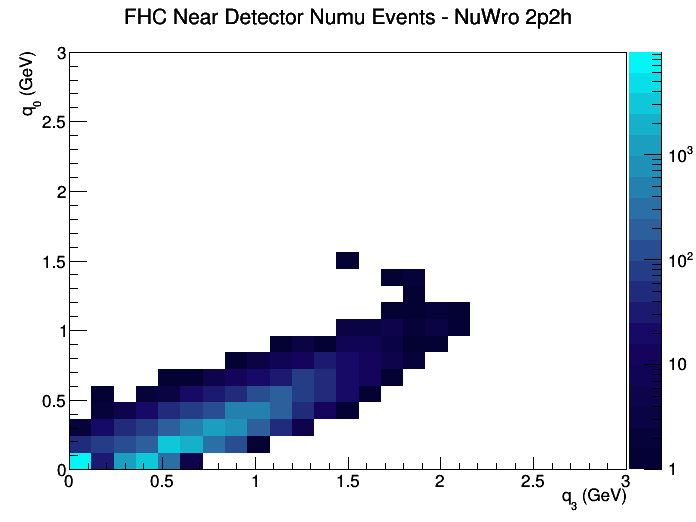 FHC Near Detector Numu Events - NuWro 2p2h
q₀ (GeV)
3
2.5
2
1.5
1
0.5
0
0 0.5 1 1.5 2 2.5 3
q₃ (GeV)
10³
10²
10
1